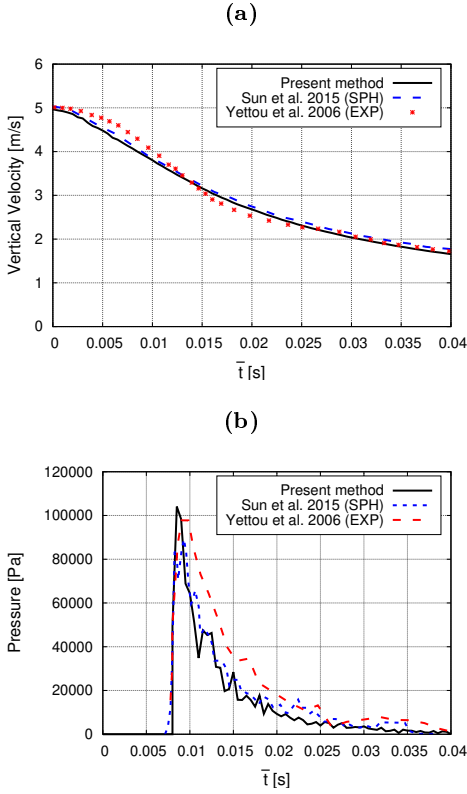 (a)
6
5
4
3
2
1
0
Vertical Velocity [m/s]
Present method
Sun et al. 2015 (SPH)
Yettou et al. 2006 (EXP)
0 0.005 0.01 0.015 0.02 0.025 0.03 0.035 0.04
t̅ [s]
(b)
120000
100000
80000
60000
40000
20000
0
Pressure [Pa]
Present method
Sun et al. 2015 (SPH)
Yettou et al. 2006 (EXP)
0 0.005 0.01 0.015 0.02 0.025 0.03 0.035 0.04
t̅ [s]